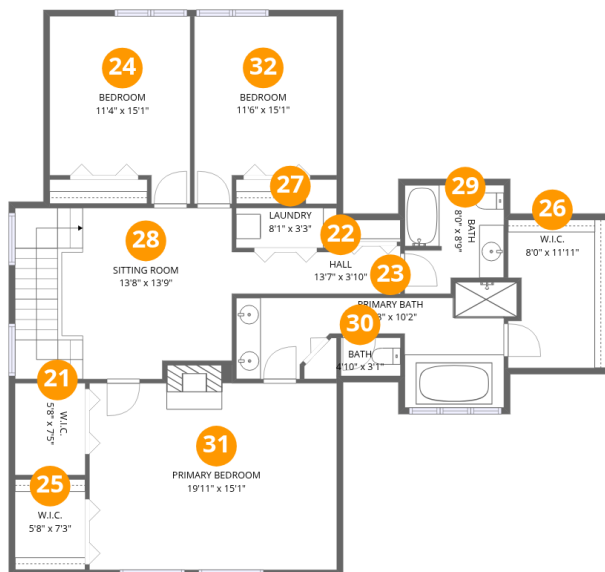 24
BEDROOM
11'4" x 15'1"
32
BEDROOM
11'6" x 15'1"
27
LAUNDRY
8'1" x 3'3"
29
BATH
8'0" x 8'9"
26
W.I.C.
8'0" x 11'11"
28
SITTING ROOM
13'8" x 13'9"
22
HALL
13'7" x 3'10"
23
PRIMARY BATH
8" x 10'2"
30
BATH
4'10" x 3'1"
21
W.I.C.
5'8" x 7'5"
31
PRIMARY BEDROOM
19'11" x 15'1"
25
W.I.C.
5'8" x 7'3"